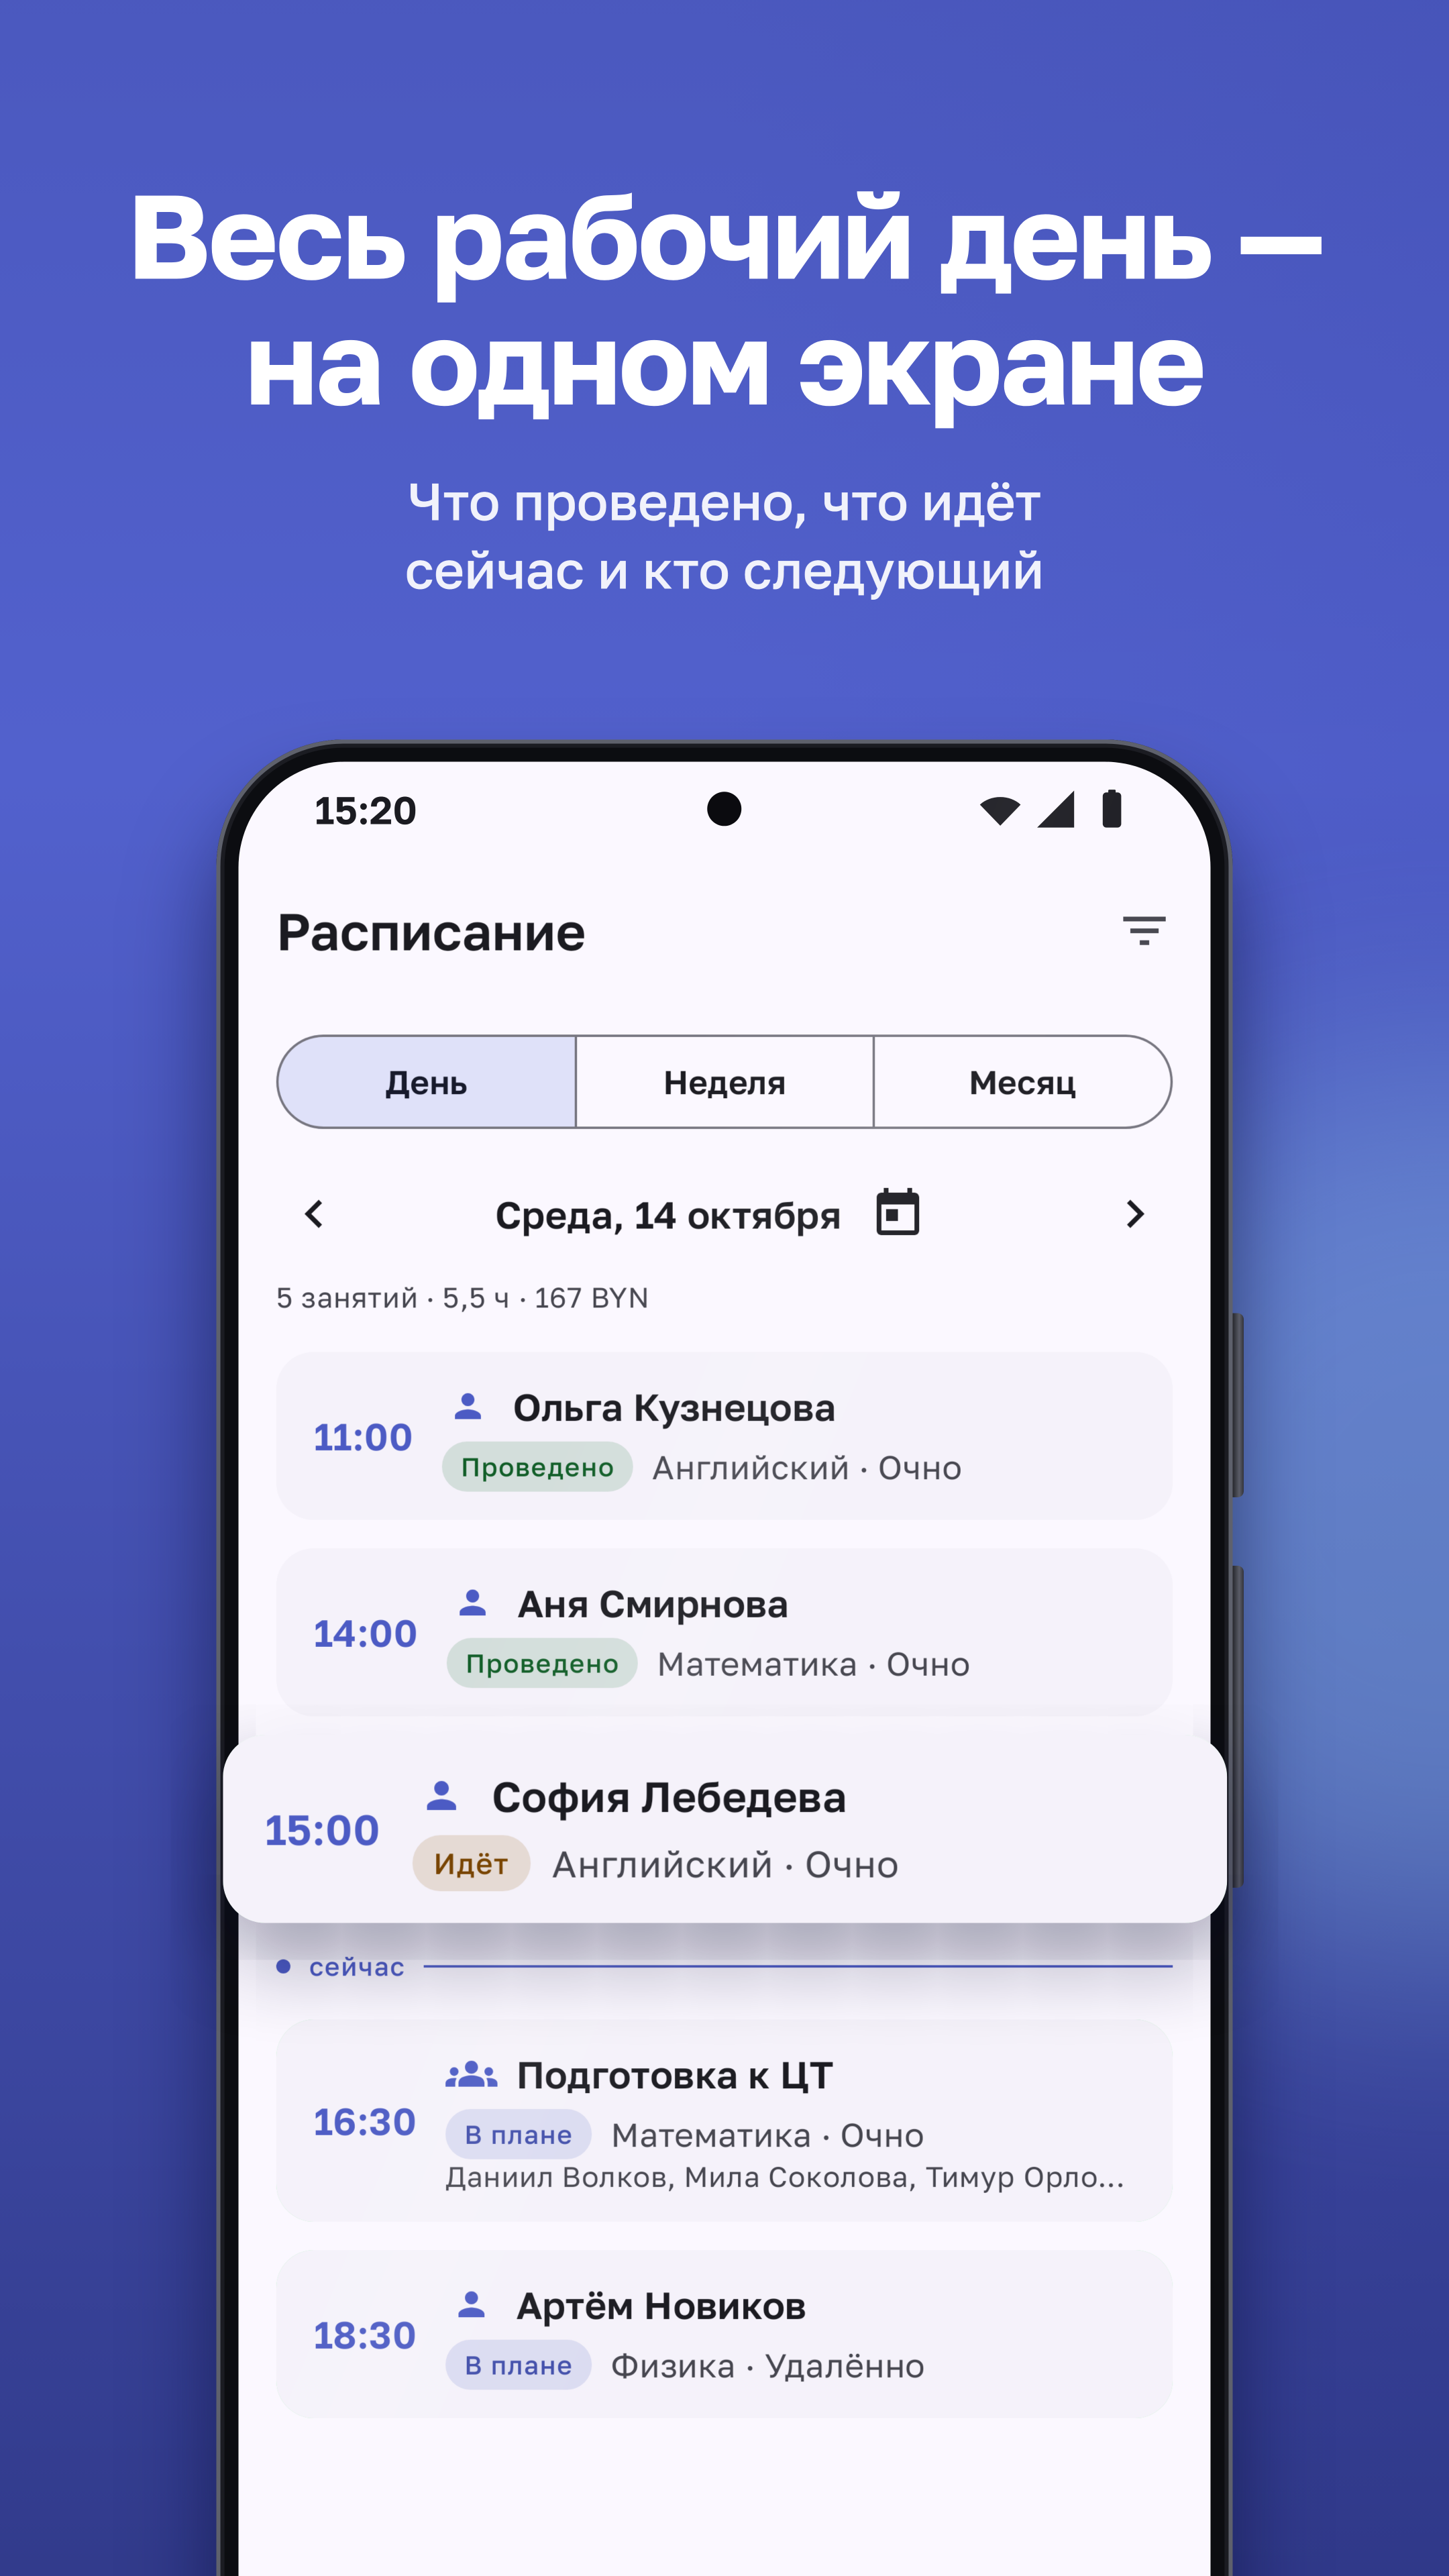 Весь рабочий день —
на одном экране
Что проведено, что идёт
сейчас и кто следующий
15:20
Расписание
День Неделя Месяц
Среда, 14 октября
5 занятий · 5,5 ч · 167 BYN
11:00
Ольга Кузнецова
Проведено Английский · Очно
14:00
Аня Смирнова
Проведено Математика · Очно
15:00
София Лебедева
Идёт Английский · Очно
сейчас
16:30
Подготовка к ЦТ
В плане Математика · Очно
Даниил Волков, Мила Соколова, Тимур Орло...
18:30
Артём Новиков
В плане Физика · Удалённо